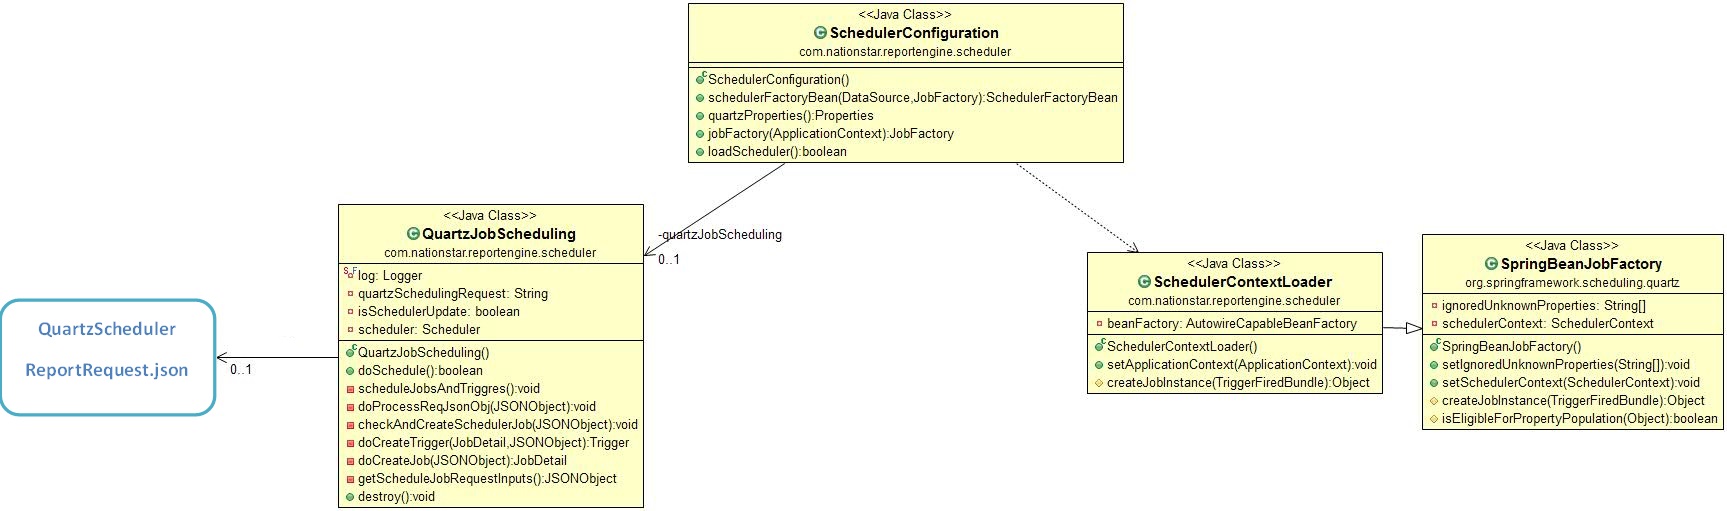 <<Java Class>>
SchedulerConfiguration
com.nationstar.reportengine.scheduler
SchedulerConfiguration()
schedulerFactoryBean(DataSource,JobFactory):SchedulerFactoryBean
quartzProperties():Properties
jobFactory(ApplicationContext):JobFactory
loadScheduler():boolean
-quartzJobScheduling
0..1
<<Java Class>>
QuartzJobScheduling
com.nationstar.reportengine.scheduler
log: Logger
quartzSchedulingRequest: String
isSchedulerUpdate: boolean
scheduler: Scheduler
QuartzJobScheduling()
doSchedule():boolean
scheduleJobsAndTriggres():void
doProcessReqJsonObj(JSONObject):void
checkAndCreateSchedulerJob(JSONObject):void
doCreateTrigger(JobDetail,JSONObject):Trigger
doCreateJob(JSONObject):JobDetail
getScheduleJobRequestInputs():JSONObject
destroy():void
QuartzScheduler
ReportRequest.json
0..1
<<Java Class>>
SchedulerContextLoader
com.nationstar.reportengine.scheduler
beanFactory: AutowireCapableBeanFactory
SchedulerContextLoader()
setApplicationContext(ApplicationContext):void
createJobInstance(TriggerFiredBundle):Object
<<Java Class>>
SpringBeanJobFactory
org.springframework.scheduling.quartz
ignoredUnknownProperties: String[]
schedulerContext: SchedulerContext
SpringBeanJobFactory()
setIgnoredUnknownProperties(String[]):void
setSchedulerContext(SchedulerContext):void
createJobInstance(TriggerFiredBundle):Object
isEligibleForPropertyPopulation(Object):boolean